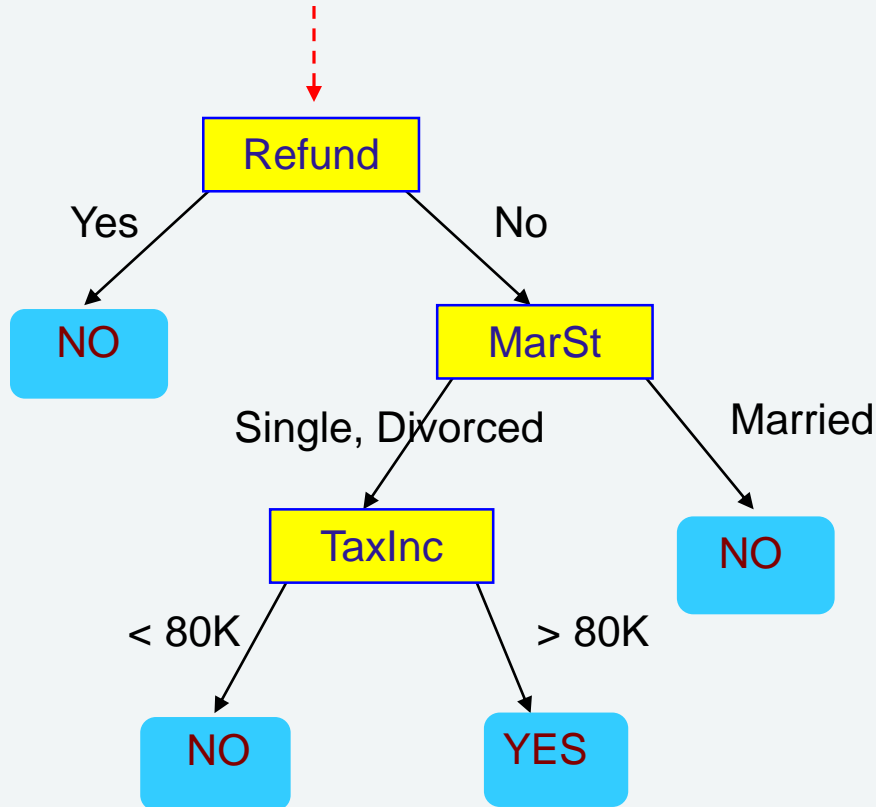 Refund
Yes
No
NO
MarSt
Single, Divorced
Married
TaxInc
NO
< 80K
> 80K
NO
YES